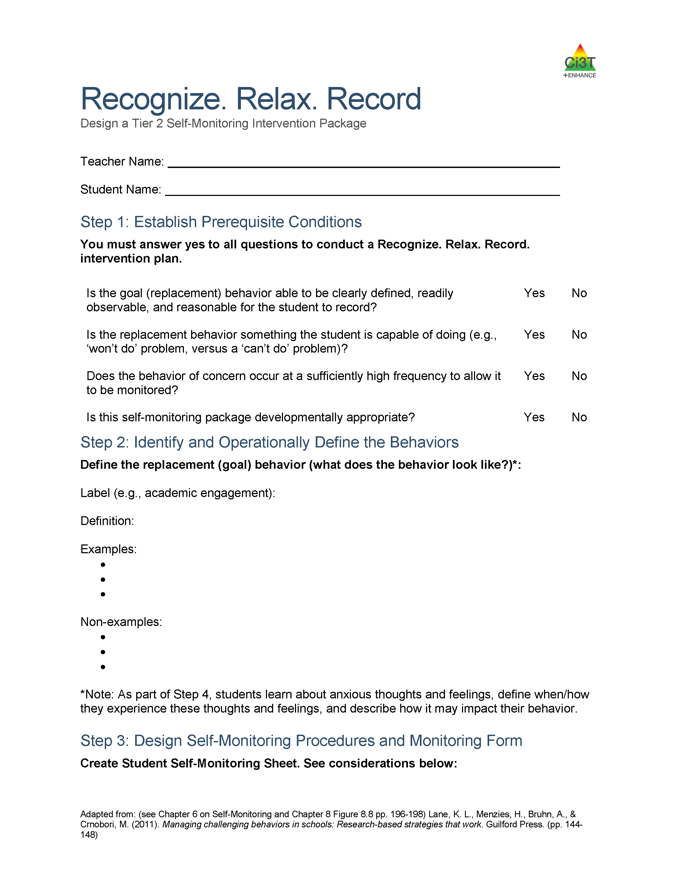 Ci3T
+ENHANCE
Recognize. Relax. Record
Design a Tier 2 Self-Monitoring Intervention Package
Teacher Name:
Student Name:
Step 1: Establish Prerequisite Conditions
You must answer yes to all questions to conduct a Recognize. Relax. Record.
intervention plan.
Is the goal (replacement) behavior able to be clearly defined, readily Yes No
observable, and reasonable for the student to record?
Is the replacement behavior something the student is capable of doing (e.g., Yes No
‘won’t do’ problem, versus a ‘can’t do’ problem)?
Does the behavior of concern occur at a sufficiently high frequency to allow it Yes No
to be monitored?
Is this self-monitoring package developmentally appropriate? Yes No
Step 2: Identify and Operationally Define the Behaviors
Define the replacement (goal) behavior (what does the behavior look like?)*:
Label (e.g., academic engagement):
Definition:
Examples:
•
•
•
Non-examples:
•
•
•
*Note: As part of Step 4, students learn about anxious thoughts and feelings, define when/how
they experience these thoughts and feelings, and describe how it may impact their behavior.
Step 3: Design Self-Monitoring Procedures and Monitoring Form
Create Student Self-Monitoring Sheet. See considerations below:
Adapted from: (see Chapter 6 on Self-Monitoring and Chapter 8 Figure 8.8 pp. 196-198) Lane, K. L., Menzies, H., Bruhn, A., &
Crnobori, M. (2011). Managing challenging behaviors in schools: Research-based strategies that work. Guilford Press. (pp. 144-
148)